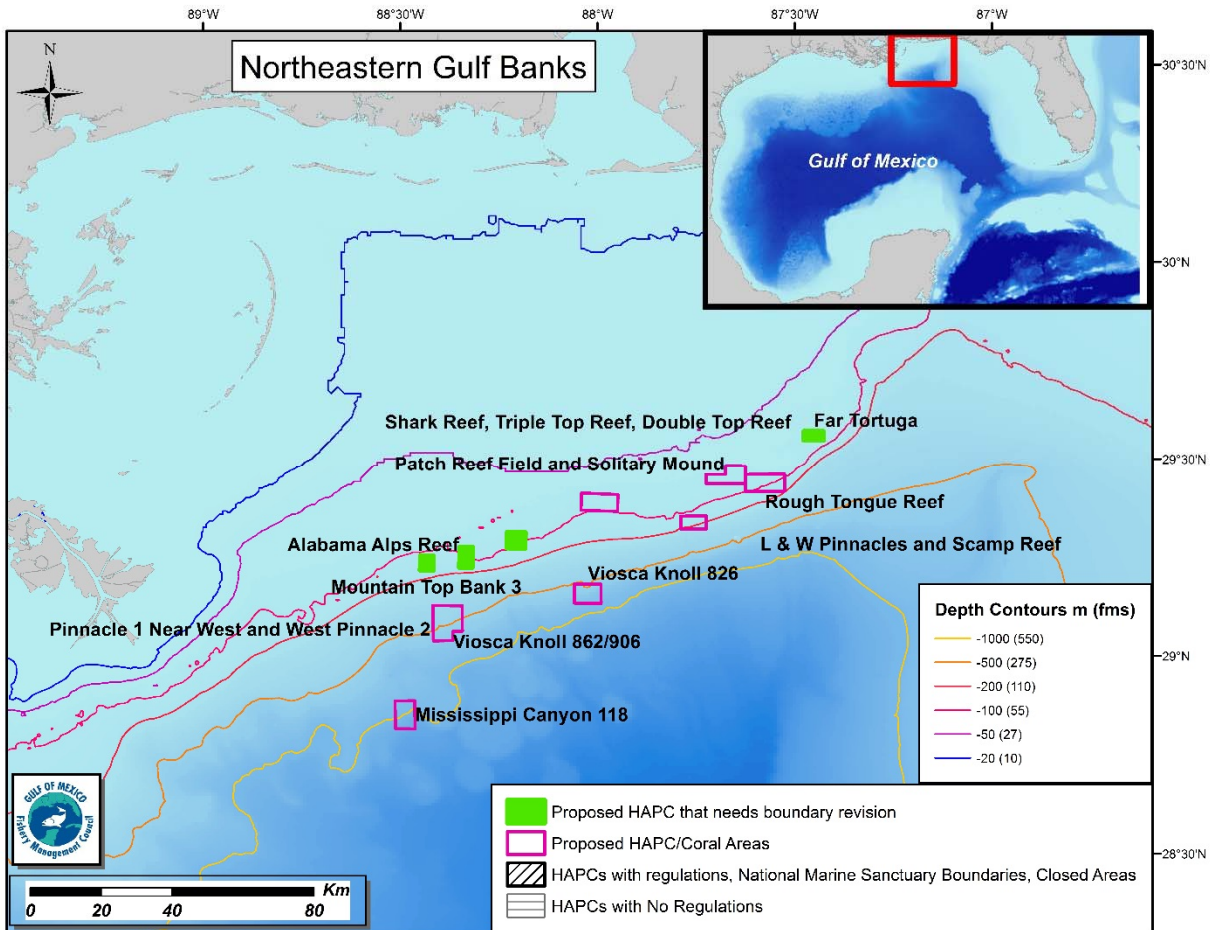 89°W 88°30'W 88°W 87°30'W 87°W
N
Northeastern Gulf Banks
Gulf of Mexico
30°30'N
30°N
29°30'N
29°N
28°30'N
Shark Reef, Triple Top Reef, Double Top Reef
Far Tortuga
Patch Reef Field and Solitary Mound
Rough Tongue Reef
Alabama Alps Reef
L & W Pinnacles and Scamp Reef
Mountain Top Bank 3
Viosca Knoll 826
Pinnacle 1 Near West and West Pinnacle 2
Viosca Knoll 862/906
Mississippi Canyon 118
Depth Contours m (fms)
-1000 (550)
-500 (275)
-200 (110)
-100 (55)
-50 (27)
-20 (10)
GULF OF MEXICO
Fishery Management Council
Km
0 20 40 80
Proposed HAPC that needs boundary revision
Proposed HAPC/Coral Areas
HAPCs with regulations, National Marine Sanctuary Boundaries, Closed Areas
HAPCs with No Regulations